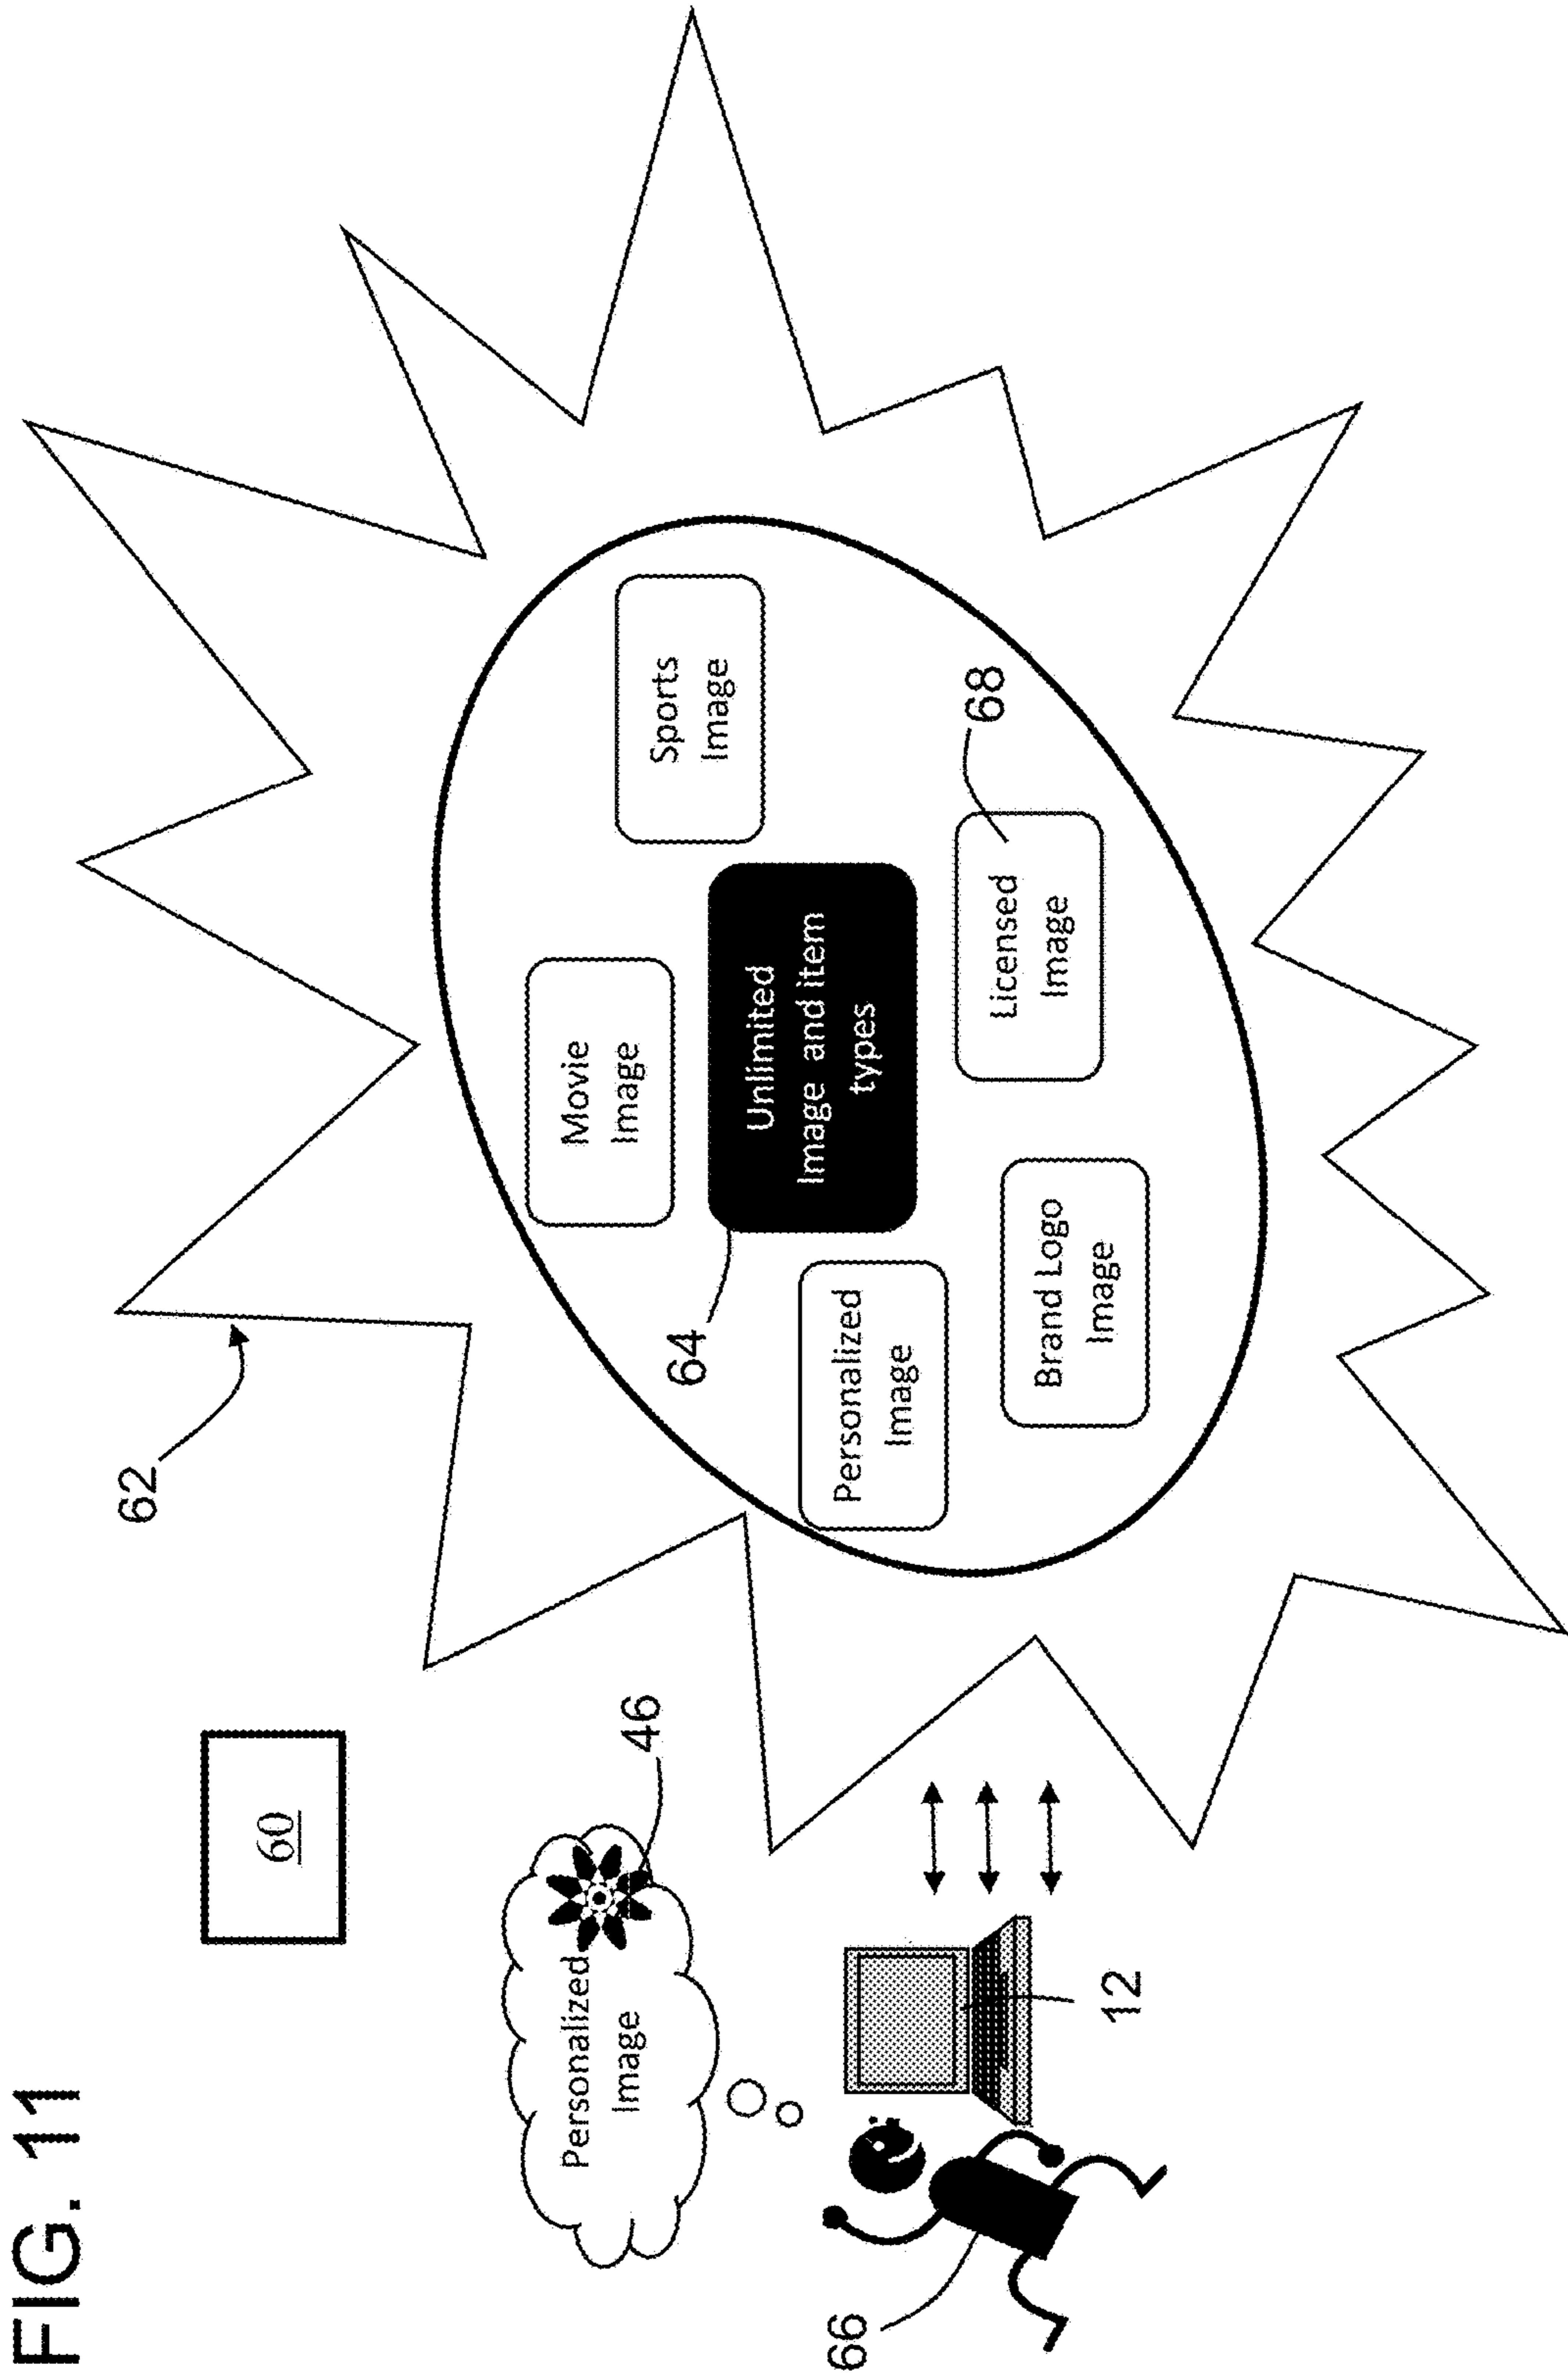 FIG. 11
60
62
Personalized
Image
46
66
12
64
Movie
Image
Sports
Image
Unlimited
Image and item
types
Personalized
Image
68
Licensed
Image
Brand Logo
Image